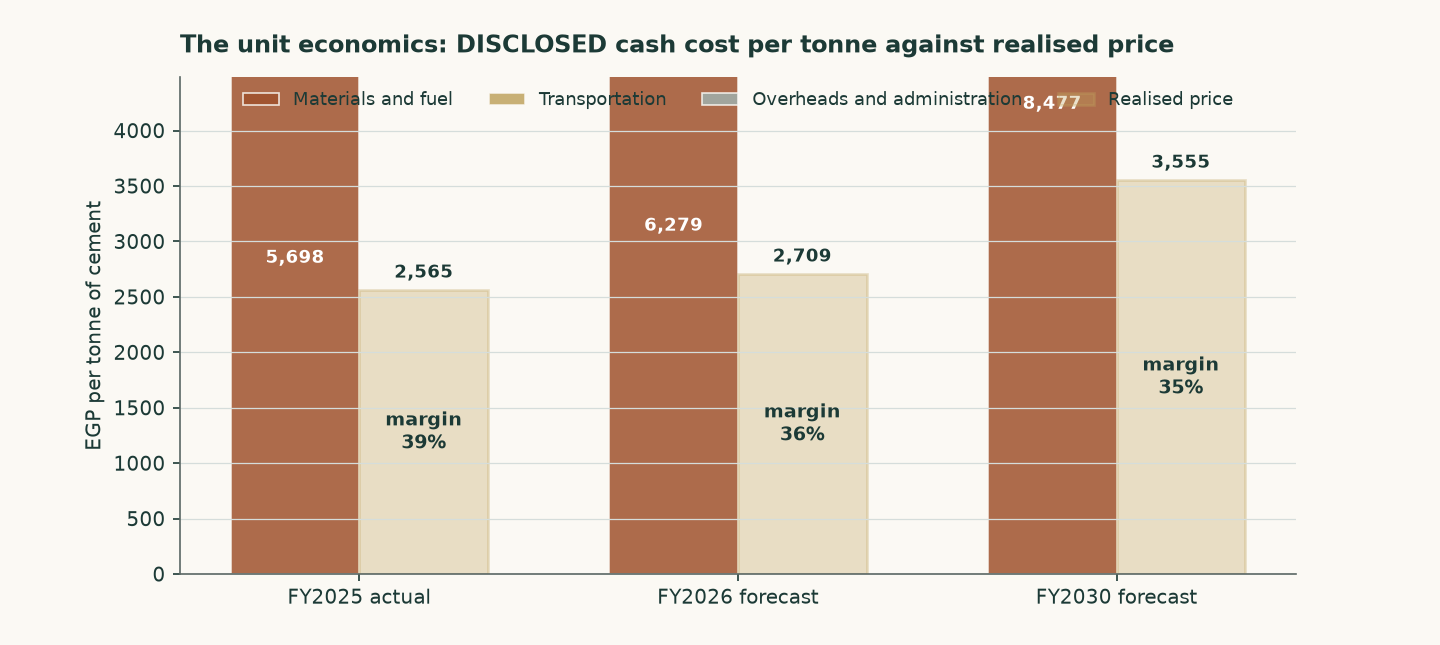 The unit economics: DISCLOSED cash cost per tonne against realised price
Materials and fuel
Transportation
Overheads and administration
Realised price
EGP per tonne of cement
4000
3500
3000
2500
2000
1500
1000
500
0
5,698
2,565
margin
39%
6,279
2,709
margin
36%
8,477
3,555
margin
35%
FY2025 actual
FY2026 forecast
FY2030 forecast